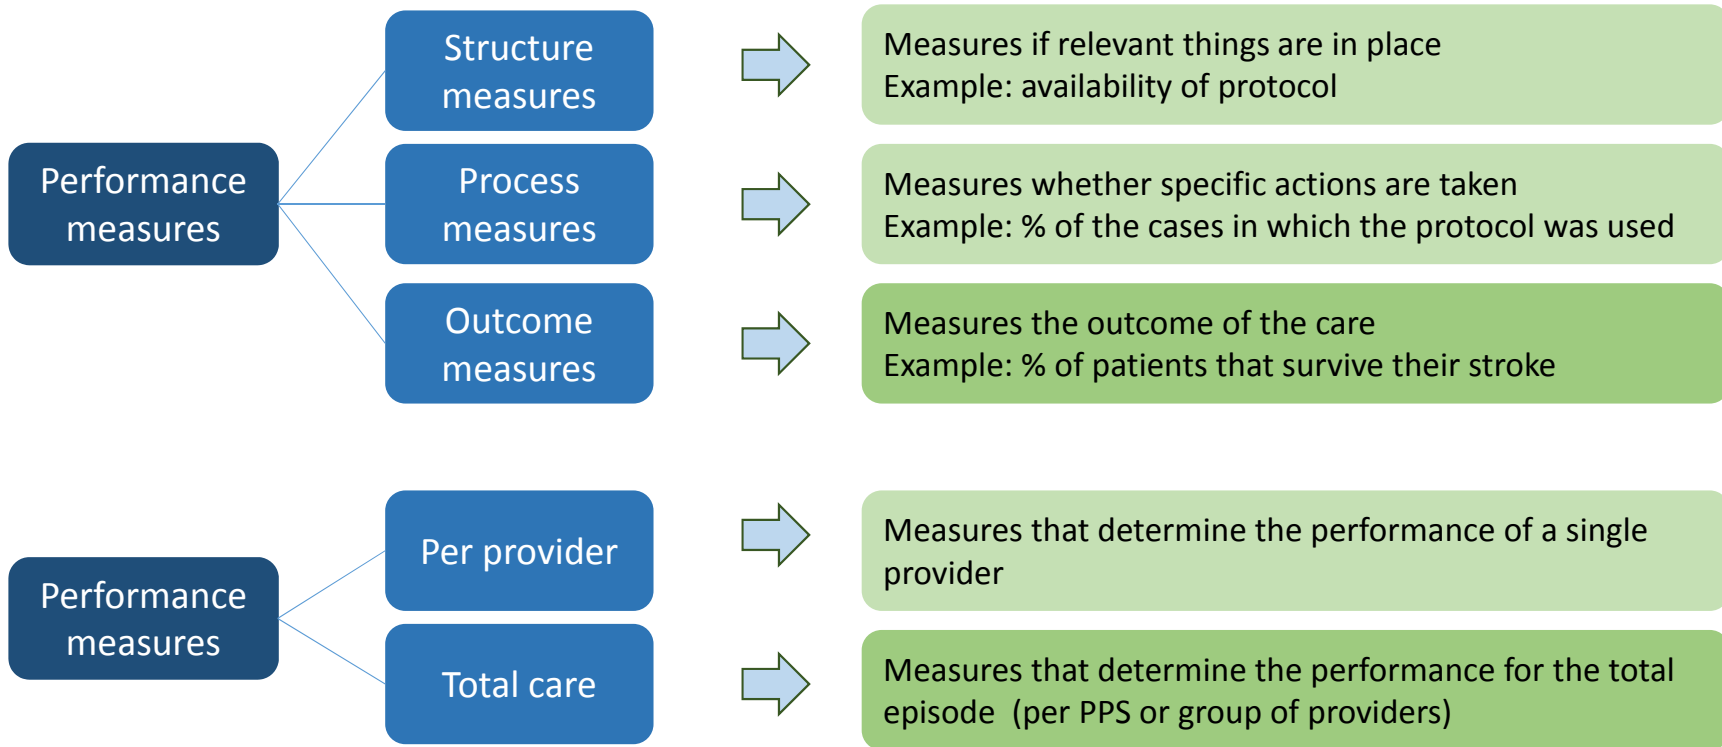 Performance
measures
Structure
measures
Measures if relevant things are in place
Example: availability of protocol
Process
measures
Measures whether specific actions are taken
Example: % of the cases in which the protocol was used
Outcome
measures
Measures the outcome of the care
Example: % of patients that survive their stroke
Performance
measures
Per provider
Measures that determine the performance of a single
provider
Total care
Measures that determine the performance for the total
episode (per PPS or group of providers)